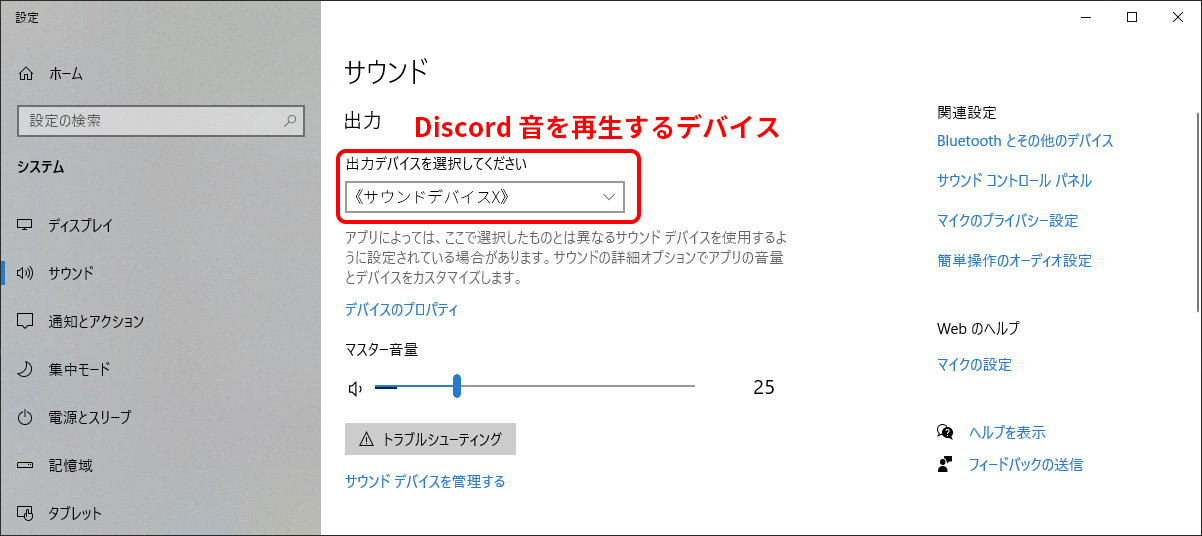 設定
ホーム
設定の検索
システム
ディスプレイ
サウンド
通知とアクション
集中モード
電源とスリープ
記憶域
タブレット
サウンド
出力
Discord 音を再生するデバイス
出力デバイスを選択してください
《サウンドデバイスX》
アプリによっては、ここで選択したものとは異なるサウンド デバイスを使用するよ
うに設定されている場合があります。サウンドの詳細オプションでアプリの音量
とデバイスをカスタマイズします。
デバイスのプロパティ
マスター音量
25
トラブルシューティング
サウンド デバイスを管理する
関連設定
Bluetooth とその他のデバイス
サウンド コントロール パネル
マイクのプライバシー設定
簡単操作のオーディオ設定
Web のヘルプ
マイクの設定
ヘルプを表示
フィードバックの送信